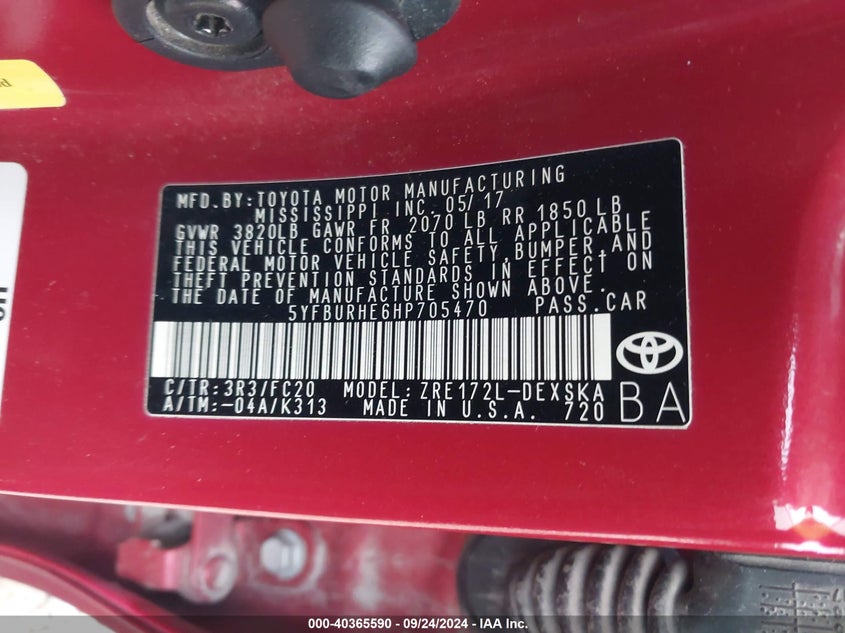 MFD. BY: TOYOTA MOTOR MANUFACTURING
MISSISSIPPI INC. 05/17
GVWR 3820LB GAWR FR 2070 LB RR 1850 LB
THIS VEHICLE CONFORMS TO ALL APPLICABLE
FEDERAL MOTOR VEHICLE SAFETY, BUMPER, AND
THEFT PREVENTION STANDARDS IN EFFECT ON
THE DATE OF MANUFACTURE SHOWN ABOVE.
5YFBURHE6HP705470 PASS. CAR
C/TR: 3R3/FC20 MODEL: ZRE172L-DEXSKA
A/TM: -04A/K313 MADE IN U.S.A. 720 BA
000-40365590 - 09/24/2024 - IAA Inc.